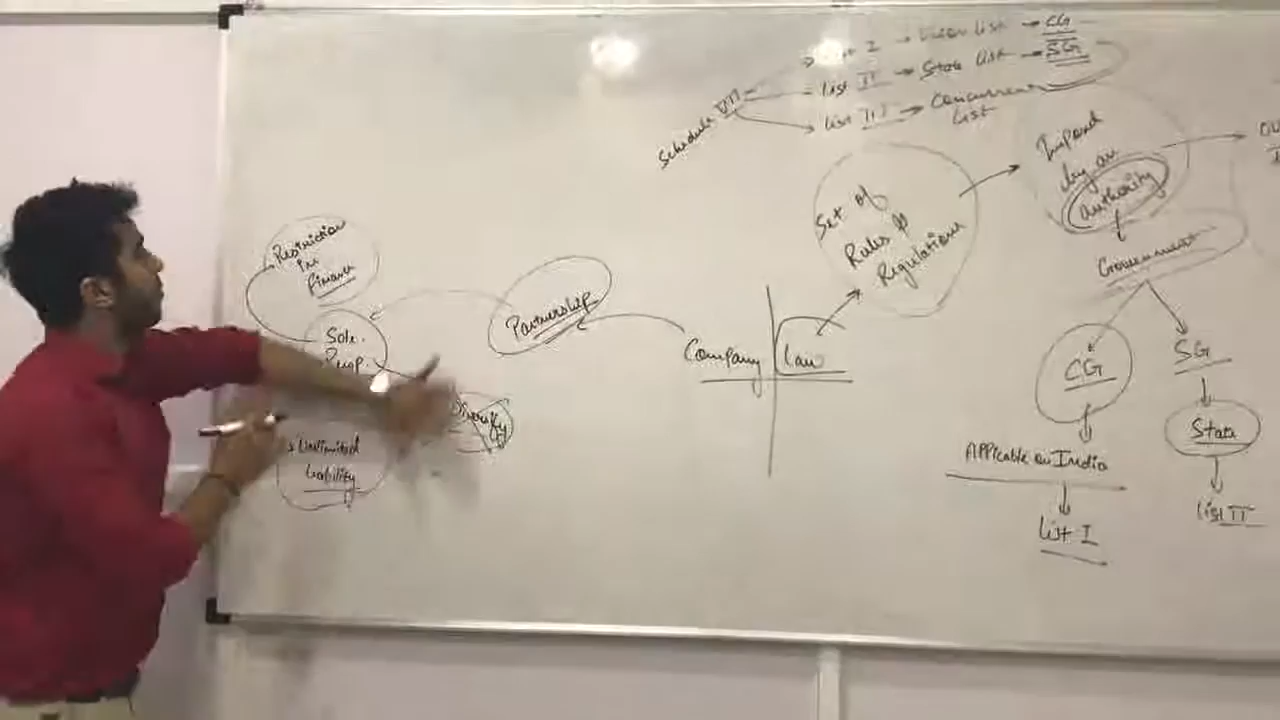 List I → Union list → CG
List II → State list → SG
List III → Concurrent
list
Schedule VII
Restriction
in
finance
Sole.
Prop.
Unlimited
liability
Diversify
Partnership
Company
Law
Set of
Rules &
Regulations
by an
authority
Government
CG
Applicable on India
List I
SG
State
list II